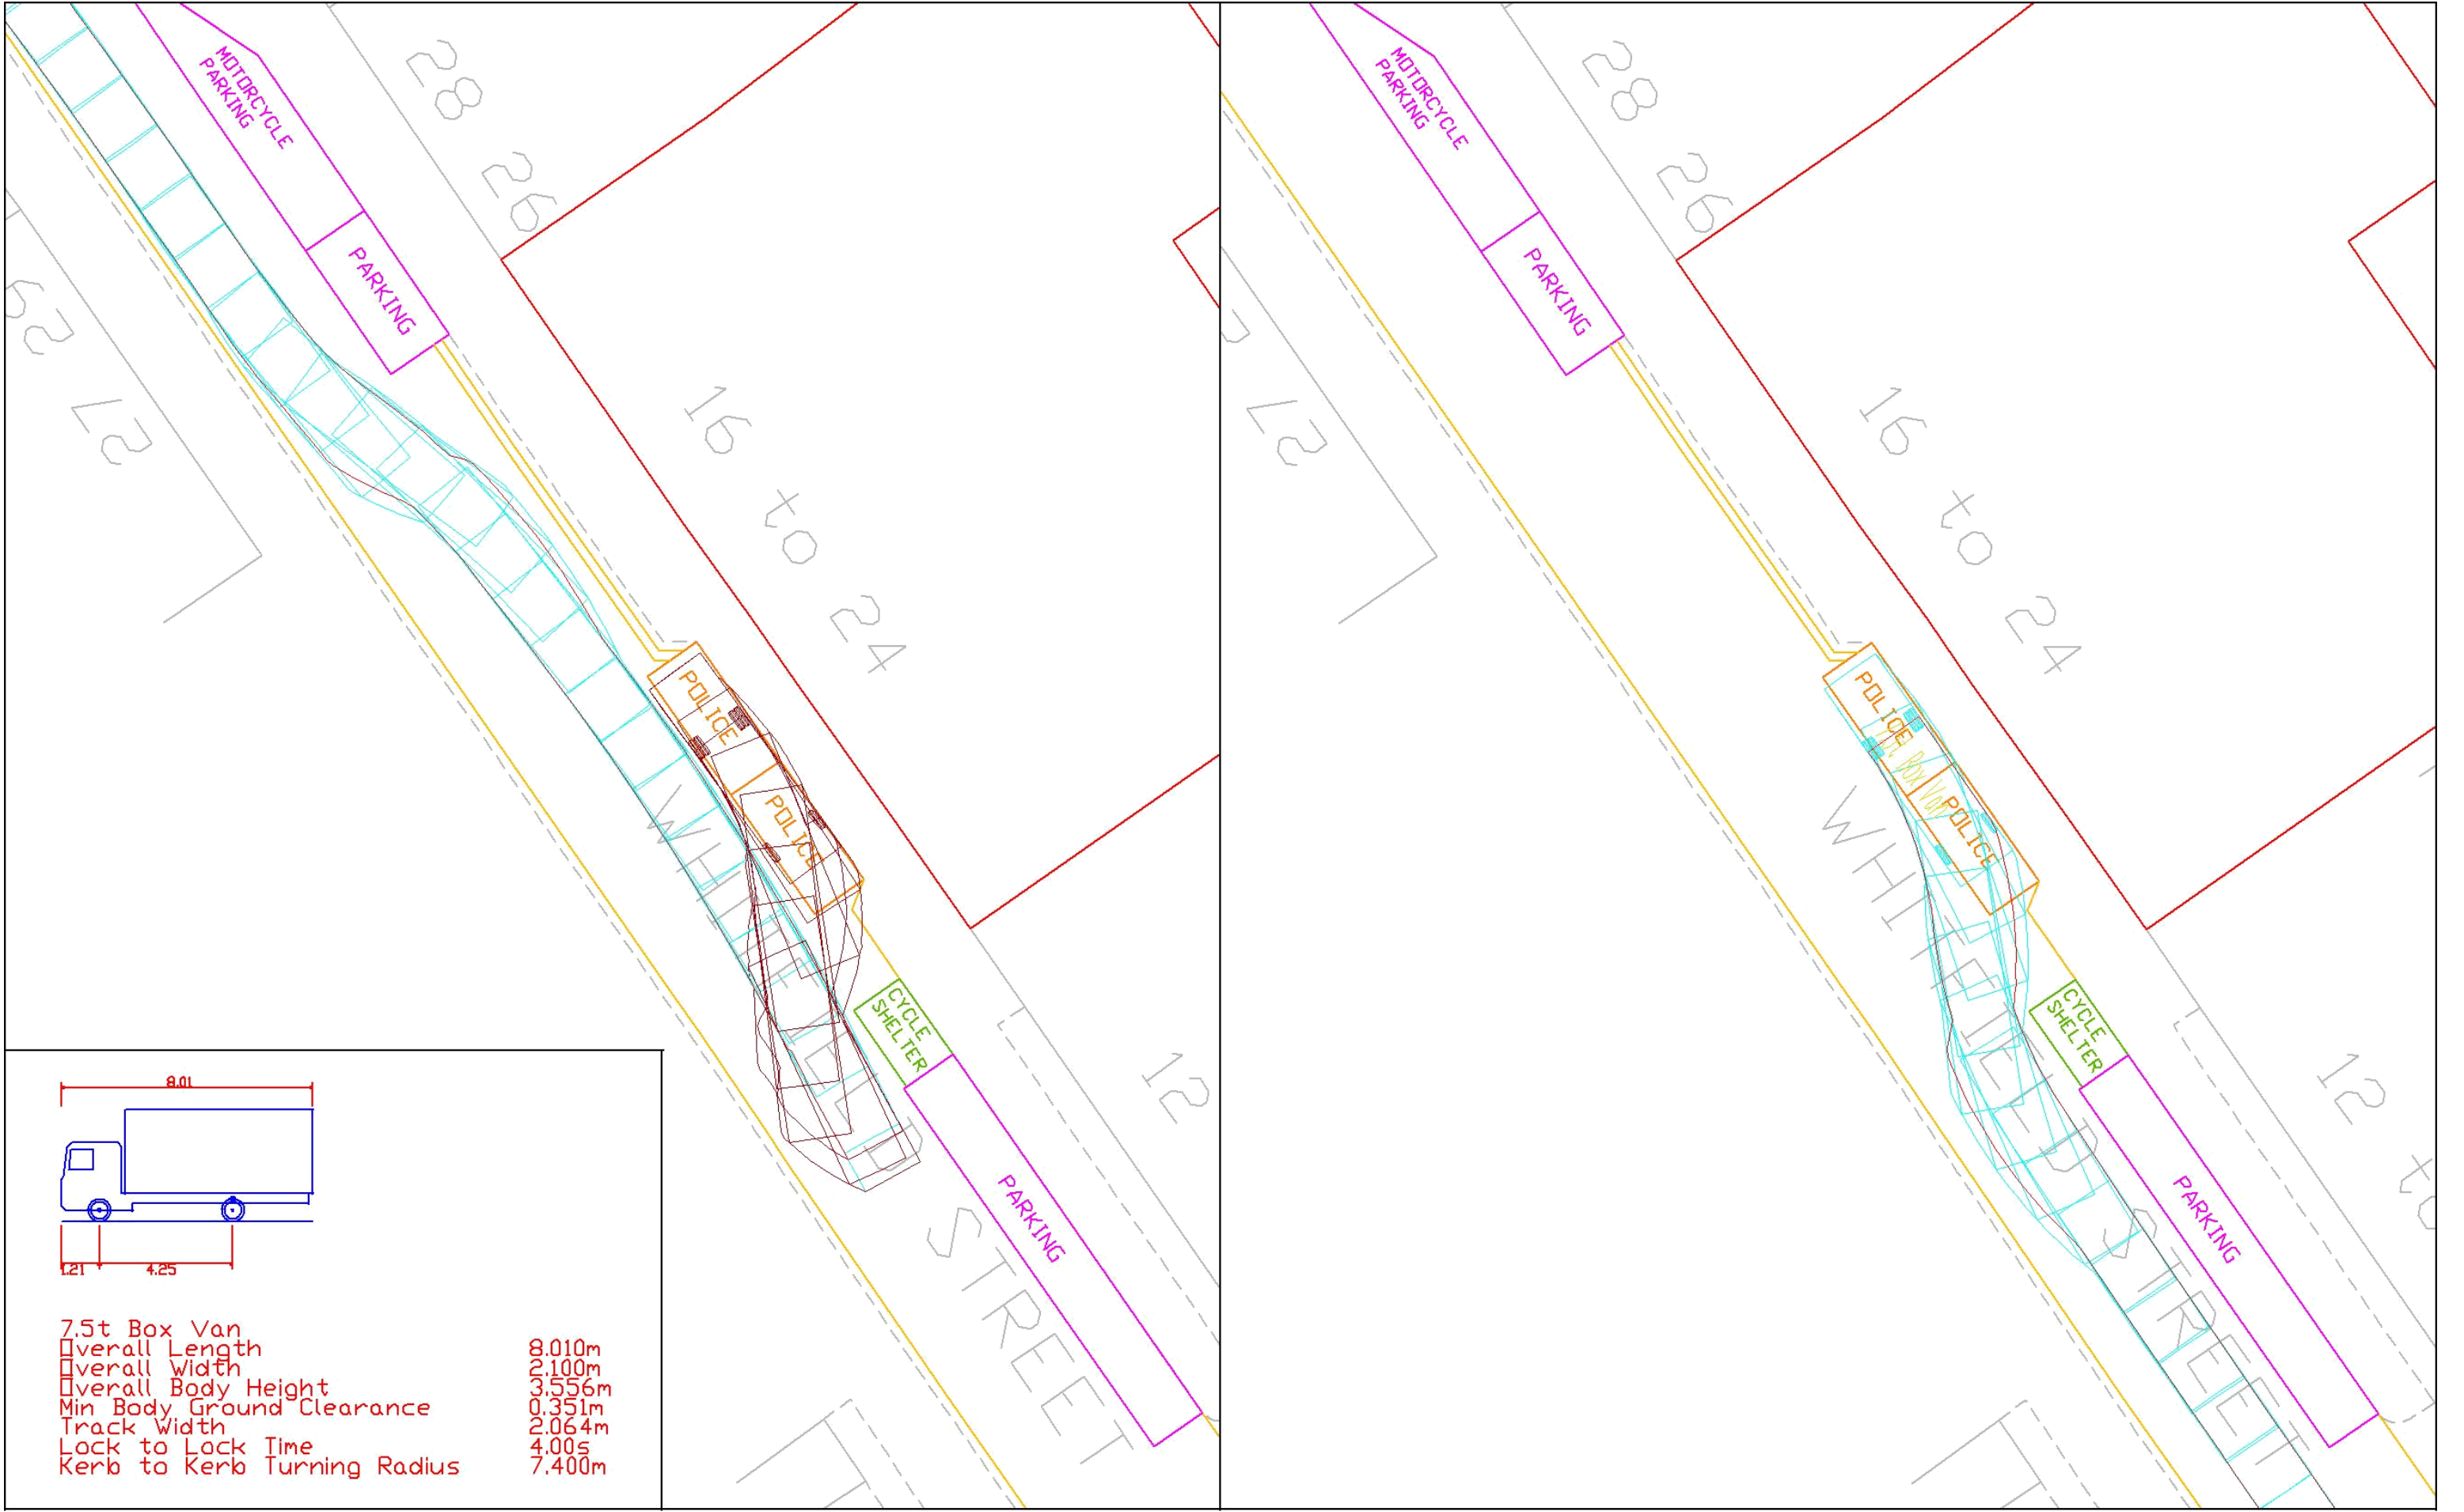 MOTORCYCLE
PARKING
PARKING
28
26
16 to 24
29
27
POLICE
POLICE
WHITFIELD STREET
CYCLE
SHELTER
PARKING
12
8.01
1.21
4.25
7.5t Box Van
Overall Length 8.010m
Overall Width 2.100m
Overall Body Height 3.556m
Min Body Ground Clearance 0.351m
Track Width 2.064m
Lock to Lock Time 4.00s
Kerb to Kerb Turning Radius 7.400m
MOTORCYCLE
PARKING
PARKING
28
26
16 to 24
27
POLICE
Box Van
POLICE
WHITFIELD STREET
CYCLE
SHELTER
PARKING
12 to